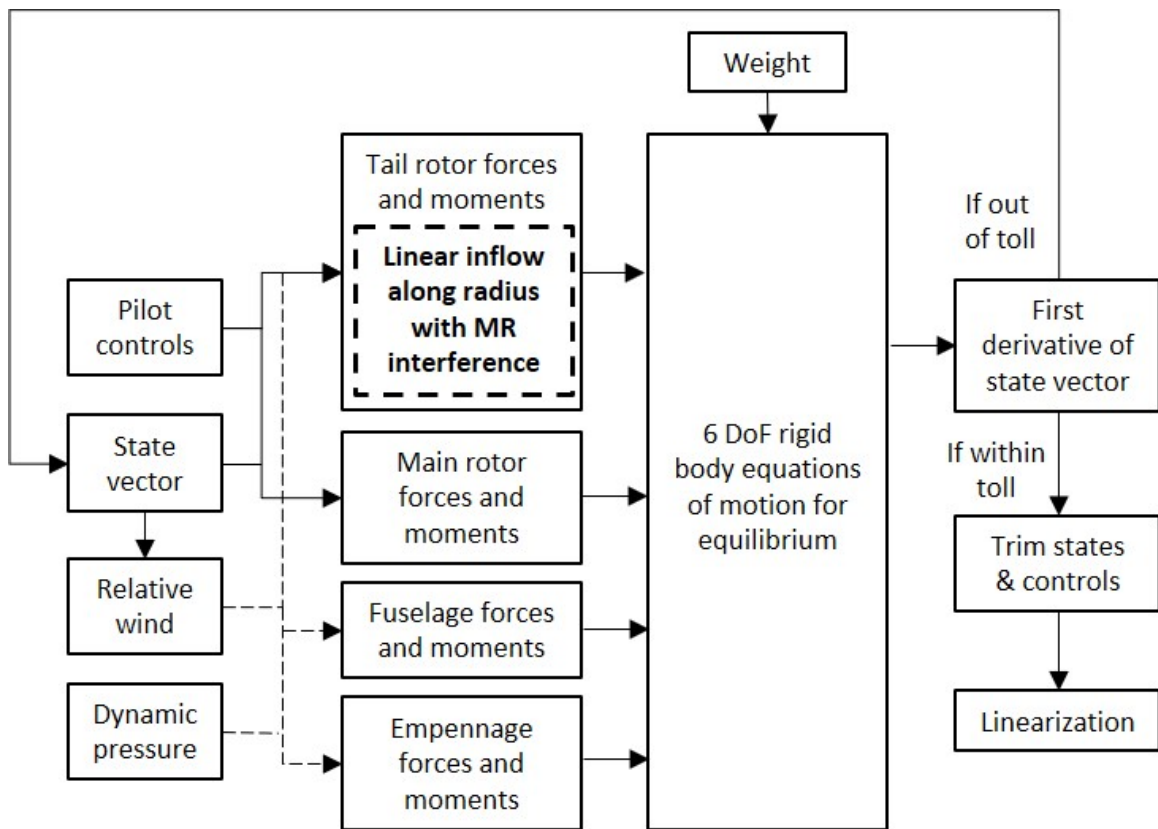 Weight
Tail rotor forces
and moments
Linear inflow
along radius
with MR
interference
Pilot
controls
State
vector
Relative
wind
Dynamic
pressure
Main rotor
forces and
moments
Fuselage forces
and moments
Empennage
forces and
moments
6 DoF rigid
body equations
of motion for
equilibrium
If out
of toll
First
derivative of
state vector
If within
toll
Trim states
& controls
Linearization